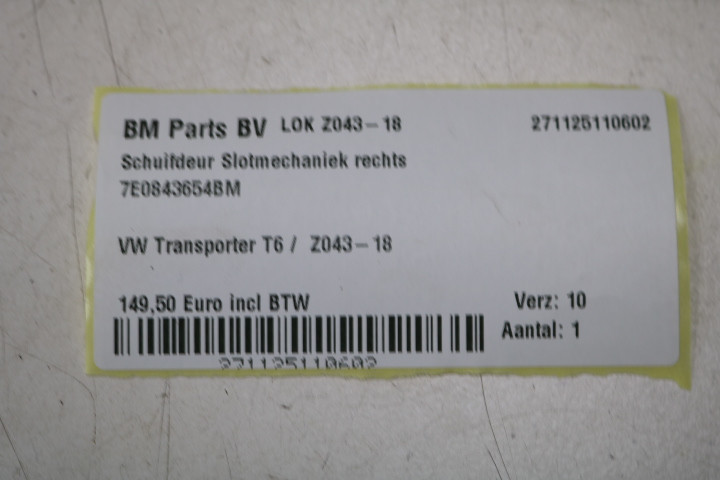 BM Parts BV LOK Z043-18 271125110602
Schuifdeur Slotmechaniek rechts
7E0843654BM
VW Transporter T6 / Z043-18
149,50 Euro incl BTW Verz: 10
Aantal: 1
271125110602